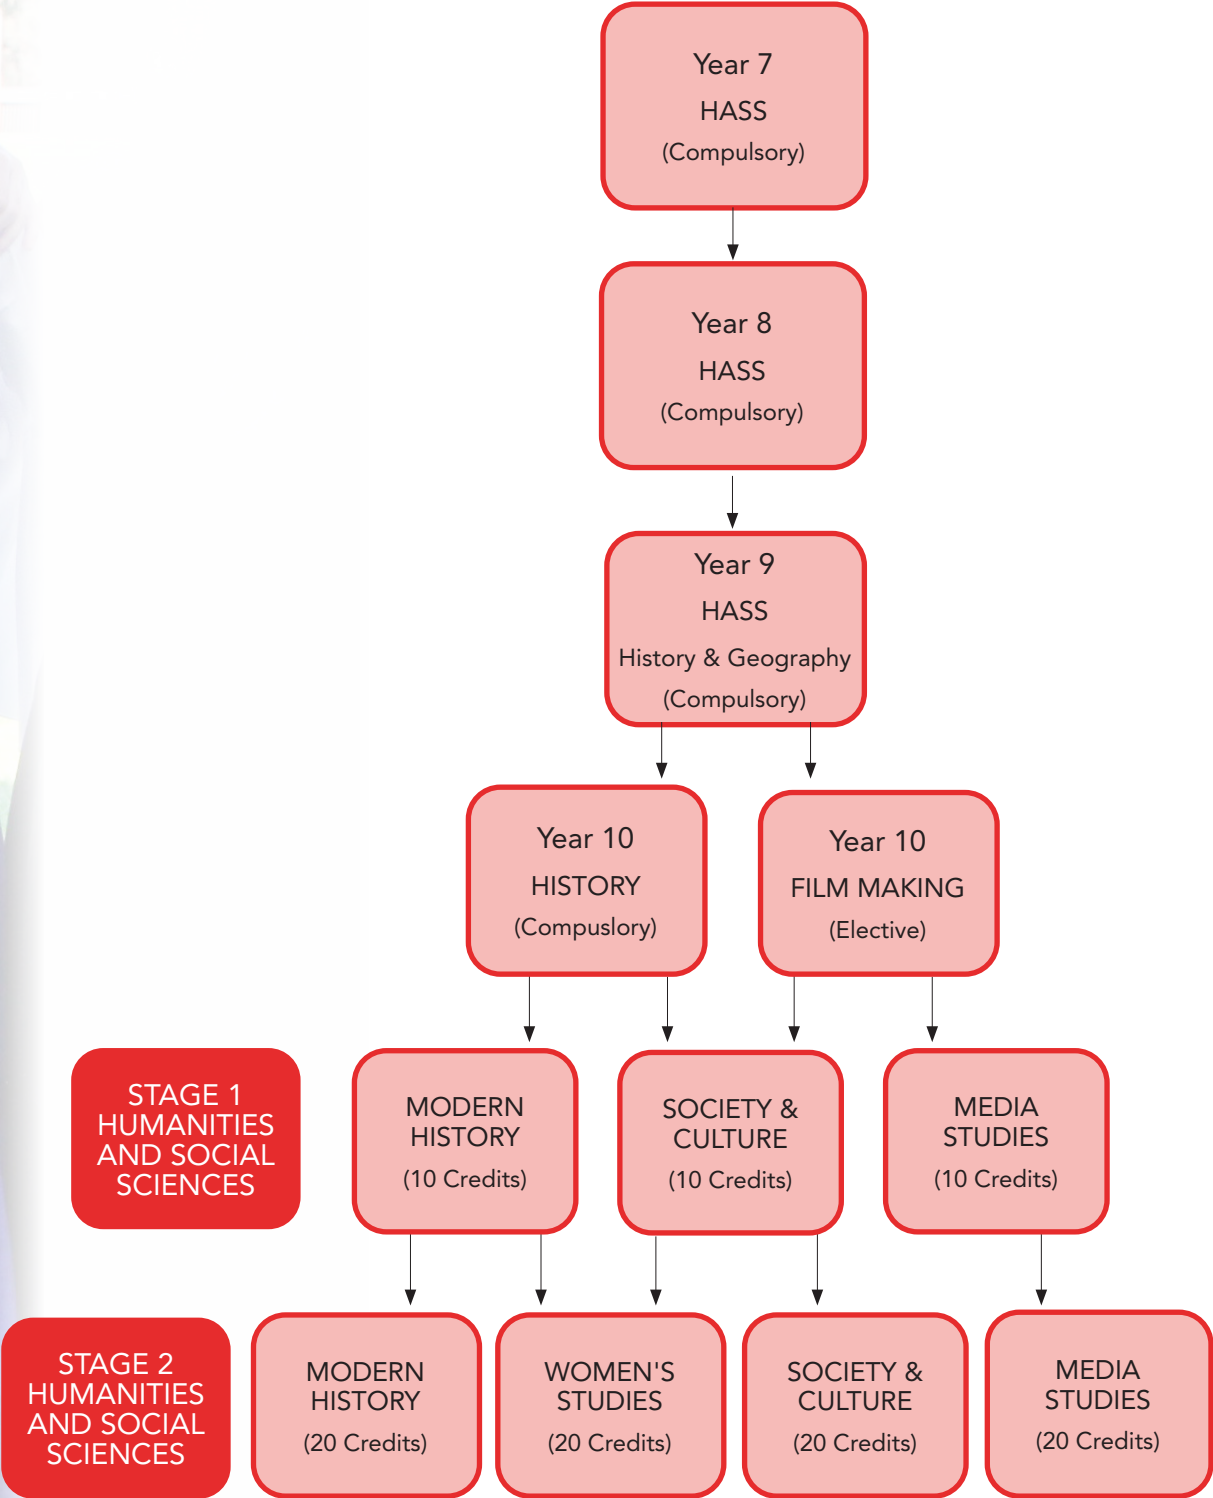 Year 7
HASS
(Compulsory)
Year 8
HASS
(Compulsory)
Year 9
HASS
History & Geography
(Compulsory)
Year 10
HISTORY
(Compuslory)
Year 10
FILM MAKING
(Elective)
STAGE 1
HUMANITIES
AND SOCIAL
SCIENCES
MODERN
HISTORY
(10 Credits)
SOCIETY &
CULTURE
(10 Credits)
MEDIA
STUDIES
(10 Credits)
STAGE 2
HUMANITIES
AND SOCIAL
SCIENCES
MODERN
HISTORY
(20 Credits)
WOMEN'S
STUDIES
(20 Credits)
SOCIETY &
CULTURE
(20 Credits)
MEDIA
STUDIES
(20 Credits)